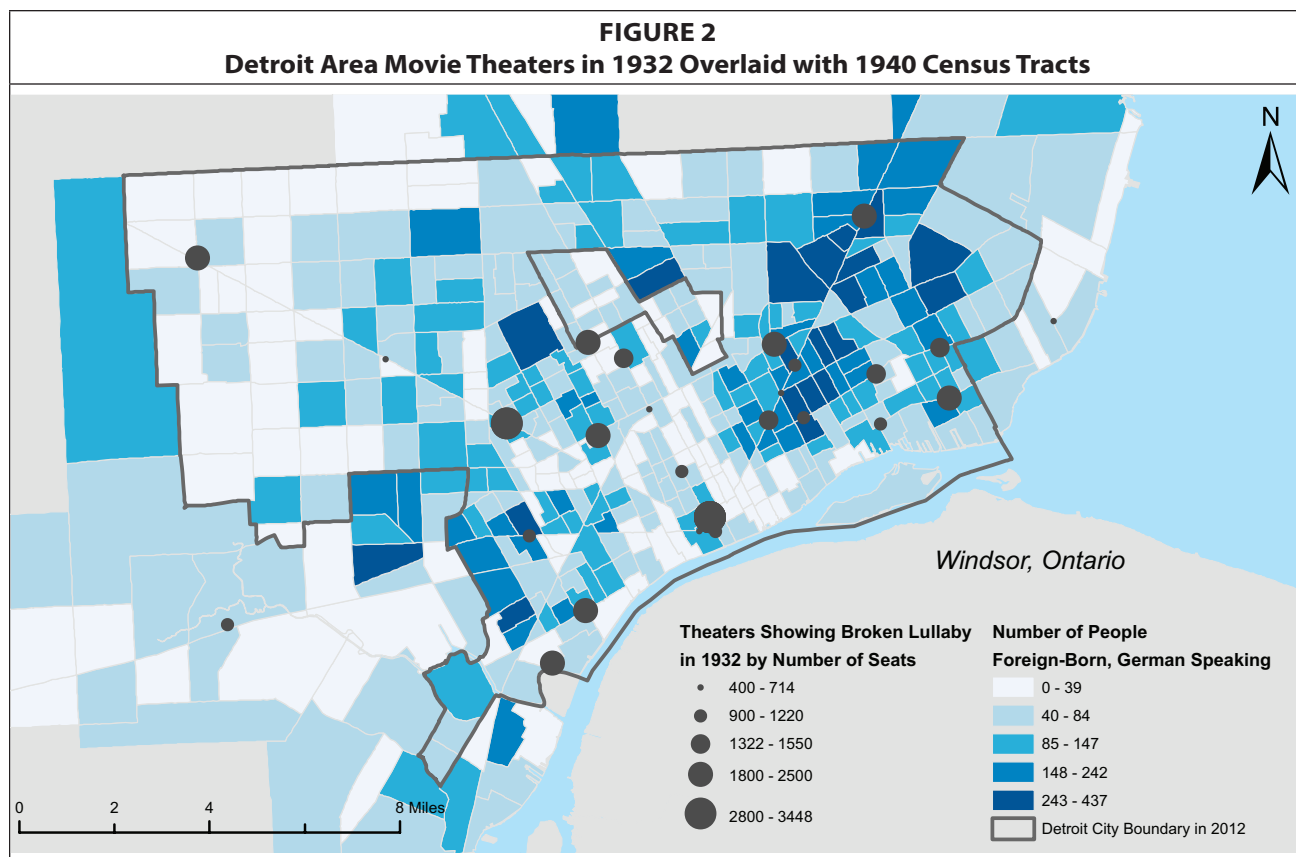 FIGURE 2
Detroit Area Movie Theaters in 1932 Overlaid with 1940 Census Tracts
N
Windsor, Ontario
Theaters Showing Broken Lullaby
in 1932 by Number of Seats
400 - 714
900 - 1220
1322 - 1550
1800 - 2500
2800 - 3448
Number of People
Foreign-Born, German Speaking
0 - 39
40 - 84
85 - 147
148 - 242
243 - 437
Detroit City Boundary in 2012
0 2 4 8 Miles